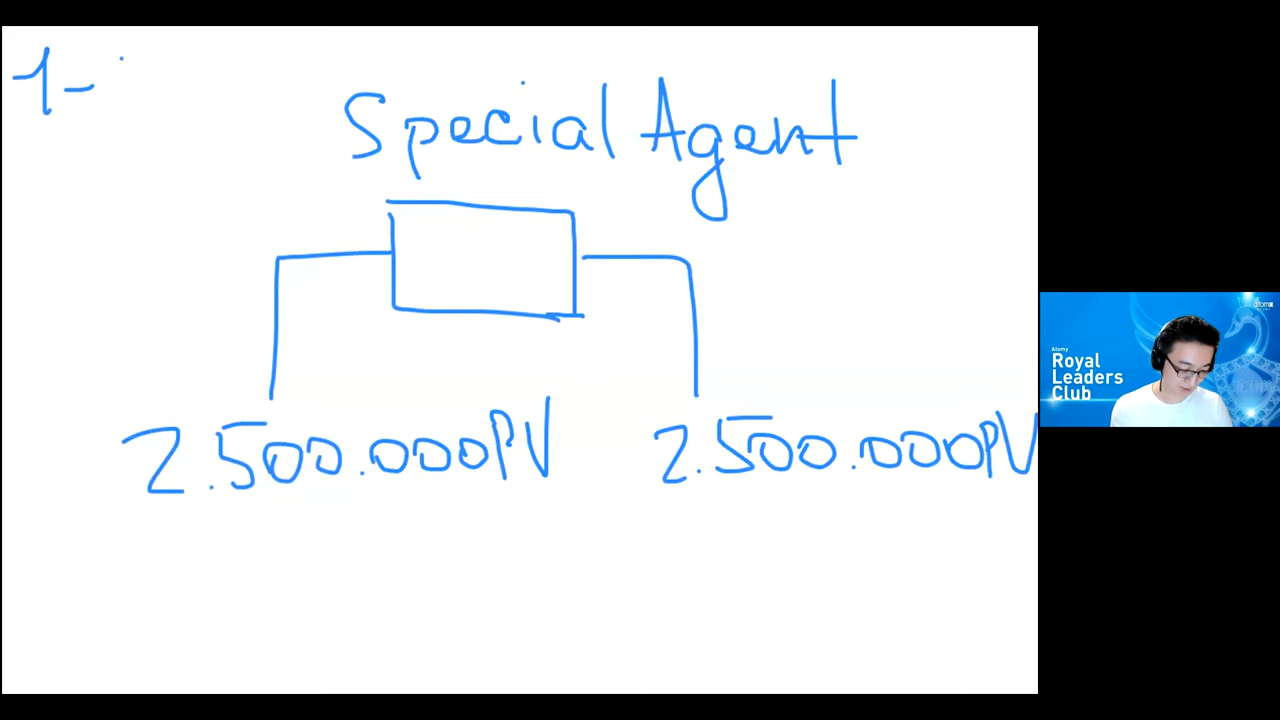 1-
Special Agent
2.500.000PV 2.500.000PV
Atomy
Royal
Leaders
Club